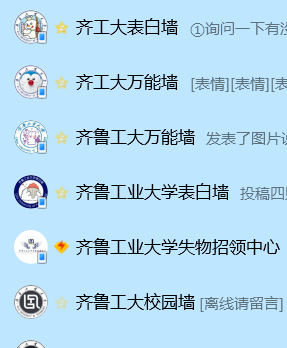 齐工大表白墙 ①询问一下有没
齐工大万能墙 [表情][表情][表
齐鲁工大万能墙 发表了图片说
齐鲁工业大学表白墙 投稿四
齐鲁工业大学失物招领中心
齐鲁工大校园墙 [离线请留言]